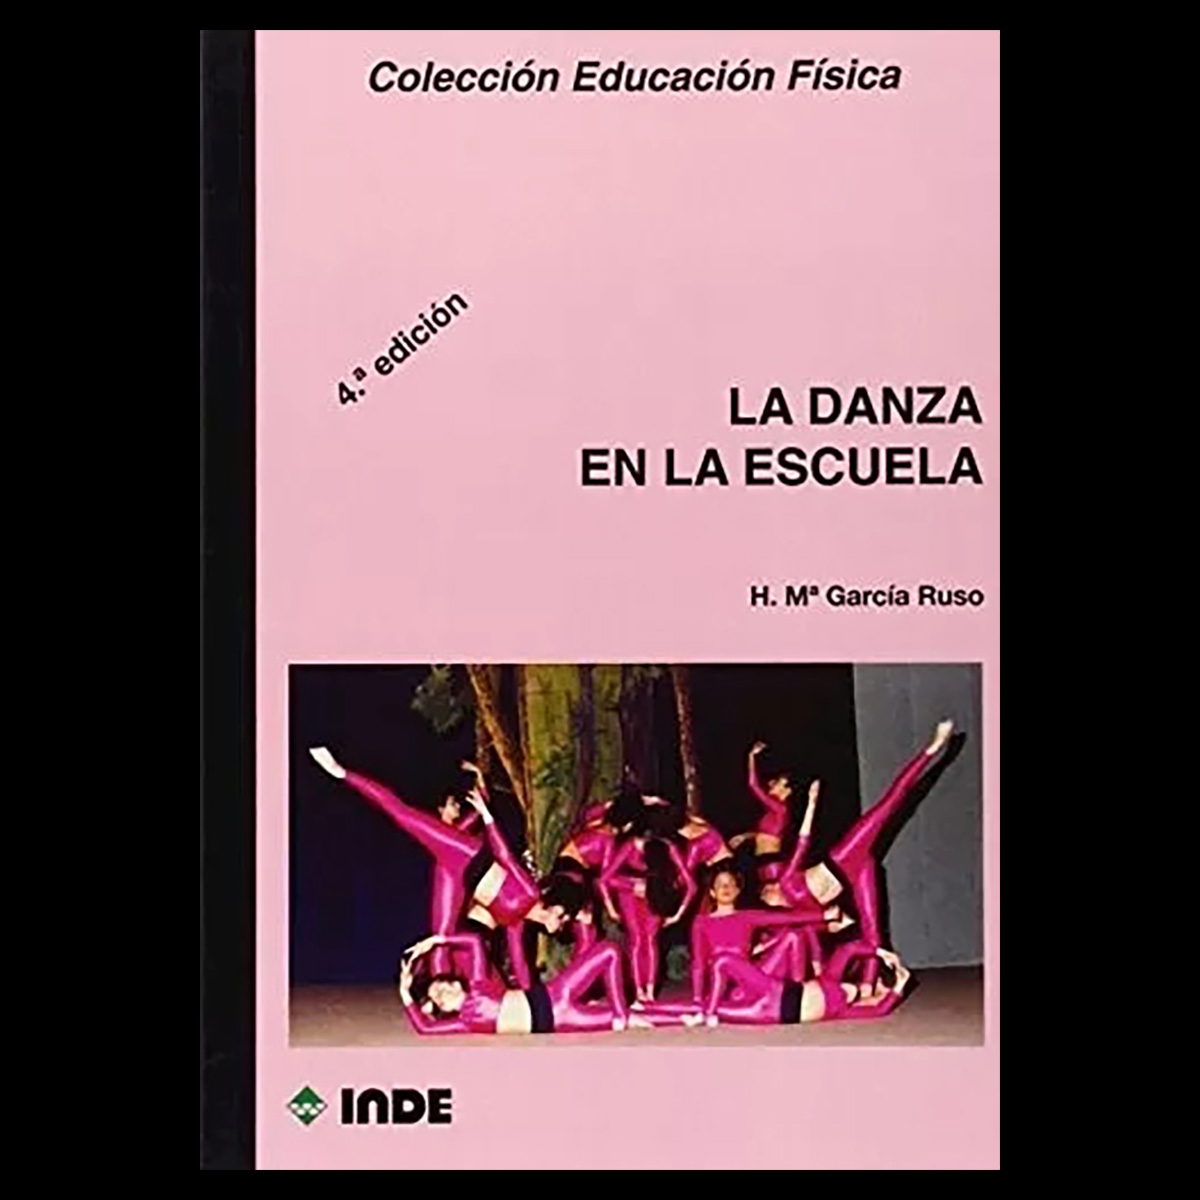 Colección Educación Física
4.ª edición
LA DANZA
EN LA ESCUELA
H. Mª García Ruso
INDE